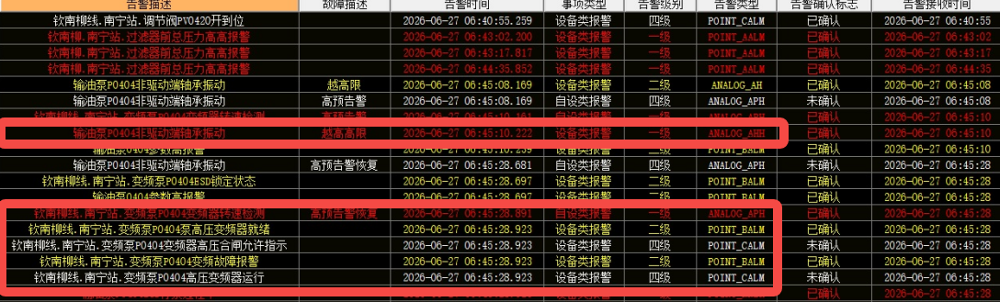 告警描述 故障描述 告警时间 事项类型 告警级别 告警类型 告警确认标志 告警接收时间
钦南柳线.南宁站.调节阀PV0420开到位 2026-06-27 06:40:55.259 设备类报警 四级 POINT_CALM 已确认 2026-06-27 06:40:55
钦南柳.南宁站.过滤器前总压力高高报警 2026-06-27 06:43:02.200 设备类报警 一级 POINT_AALM 已确认 2026-06-27 06:43:02
钦南柳.南宁站.过滤器前总压力高高报警 2026-06-27 06:43:17.817 设备类报警 一级 POINT_AALM 已确认 2026-06-27 06:43:17
钦南柳.南宁站.过滤器前总压力高高报警 2026-06-27 06:44:35.852 设备类报警 一级 POINT_AALM 已确认 2026-06-27 06:44:35
输油泵P0404非驱动端轴承振动 越高限 2026-06-27 06:45:08.169 设备类报警 二级 ANALOG_AH 已确认 2026-06-27 06:45:08
输油泵P0404非驱动端轴承振动 高预告警 2026-06-27 06:45:08.169 自设类报警 四级 ANALOG_APH 未确认 2026-06-27 06:45:08
钦南柳线.南宁站.变频泵P0404变频器转速检测 高预告警 2026-06-27 06:45:10.161 自设类报警 一级 ANALOG_APH 已确认 2026-06-27 06:45:10
输油泵P0404非驱动端轴承振动 越高高限 2026-06-27 06:45:10.222 设备类报警 一级 ANALOG_AHH 已确认 2026-06-27 06:45:10
输油泵P0404参数高报警 2026-06-27 06:45:10.239 设备类报警 二级 POINT_BALM 已确认 2026-06-27 06:45:10
输油泵P0404非驱动端轴承振动 高预告警恢复 2026-06-27 06:45:28.681 自设类报警 四级 ANALOG_APH 未确认 2026-06-27 06:45:28
钦南柳线.南宁站.变频泵P0404ESD锁定状态 2026-06-27 06:45:28.697 设备类报警 二级 POINT_BALM 已确认 2026-06-27 06:45:28
输油泵P0404参数高报警 2026-06-27 06:45:28.697 设备类报警 二级 POINT_BALM 已确认 2026-06-27 06:45:28
钦南柳线.南宁站.变频泵P0404变频器转速检测 高预告警恢复 2026-06-27 06:45:28.891 自设类报警 一级 ANALOG_APH 已确认 2026-06-27 06:45:28
钦南柳线.南宁站.变频泵P0404泵高压变频器就绪 2026-06-27 06:45:28.923 设备类报警 二级 POINT_BALM 已确认 2026-06-27 06:45:28
钦南柳线.南宁站.变频泵P0404变频器高压合闸允许指示 2026-06-27 06:45:28.923 设备类报警 四级 POINT_CALM 未确认 2026-06-27 06:45:28
钦南柳线.南宁站.变频泵P0404变频故障报警 2026-06-27 06:45:28.923 设备类报警 二级 POINT_BALM 已确认 2026-06-27 06:45:28
钦南柳线.南宁站.变频泵P0404高压变频器运行 2026-06-27 06:45:28.923 设备类报警 四级 POINT_CALM 未确认 2026-06-27 06:45:28
已确认 2026-06-27 06:45:28